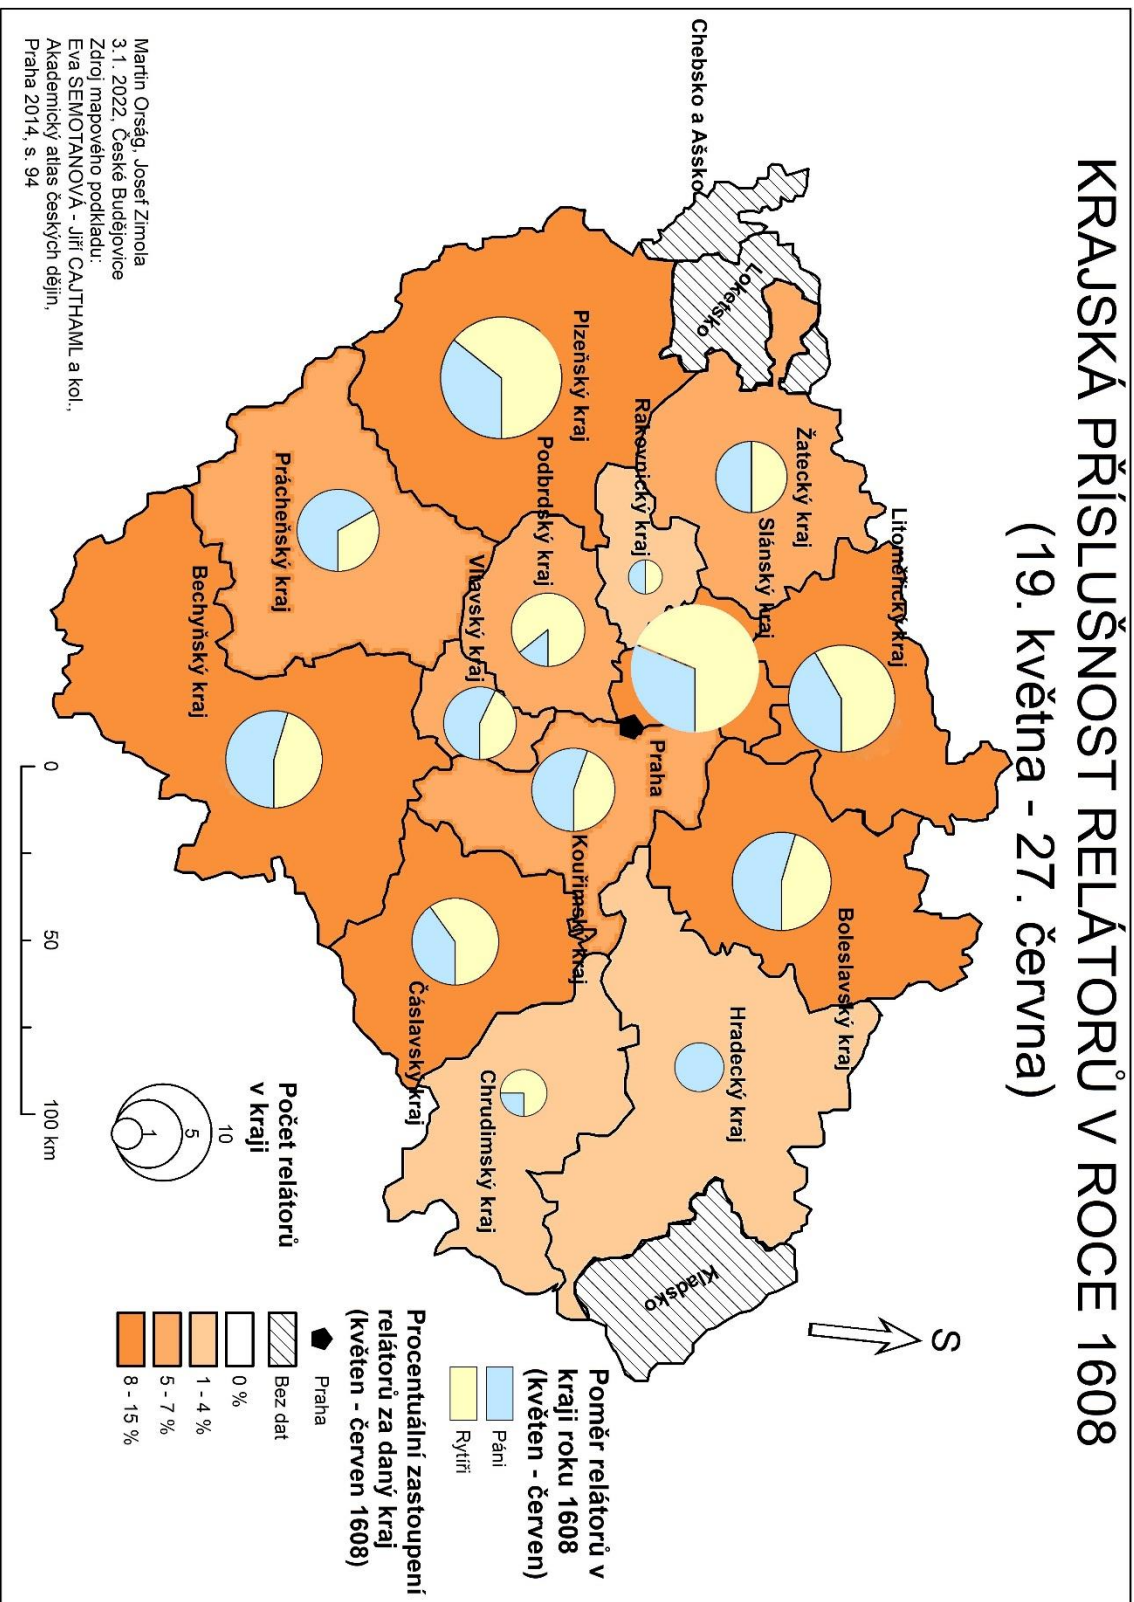 KRAJSKÁ PŘÍSLUŠNOST RELÁTORŮ V ROCE 1608
(19. května - 27. června)
S
Chebsko a Ašsko
Loketsko
Žatecký kraj
Litoměřický kraj
Slánský kraj
Rakovnický kraj
Boleslavský kraj
Hradecký kraj
Kladsko
Praha
Plzeňský kraj
Podbrdský kraj
Vltavský kraj
Kouřimský kraj
Prácheňský kraj
Bechyňský kraj
Čáslavský kraj
Chrudimský kraj
Poměr relátorů v
kraji roku 1608
(květen - červen)
Páni
Rytíři
Procentuální zastoupení
relátorů za daný kraj
(květen - červen 1608)
Praha
Bez dat
0 %
1 - 4 %
5 - 7 %
8 - 15 %
Počet relátorů
v kraji
10
5
1
0
50
100 km
Martin Orság, Josef Zimola
3.1. 2022, České Budějovice
Zdroj mapového podkladu:
Eva SEMOTANOVÁ - Jiří CAJTHAML a kol.,
Akademický atlas českých dějin,
Praha 2014, s. 94